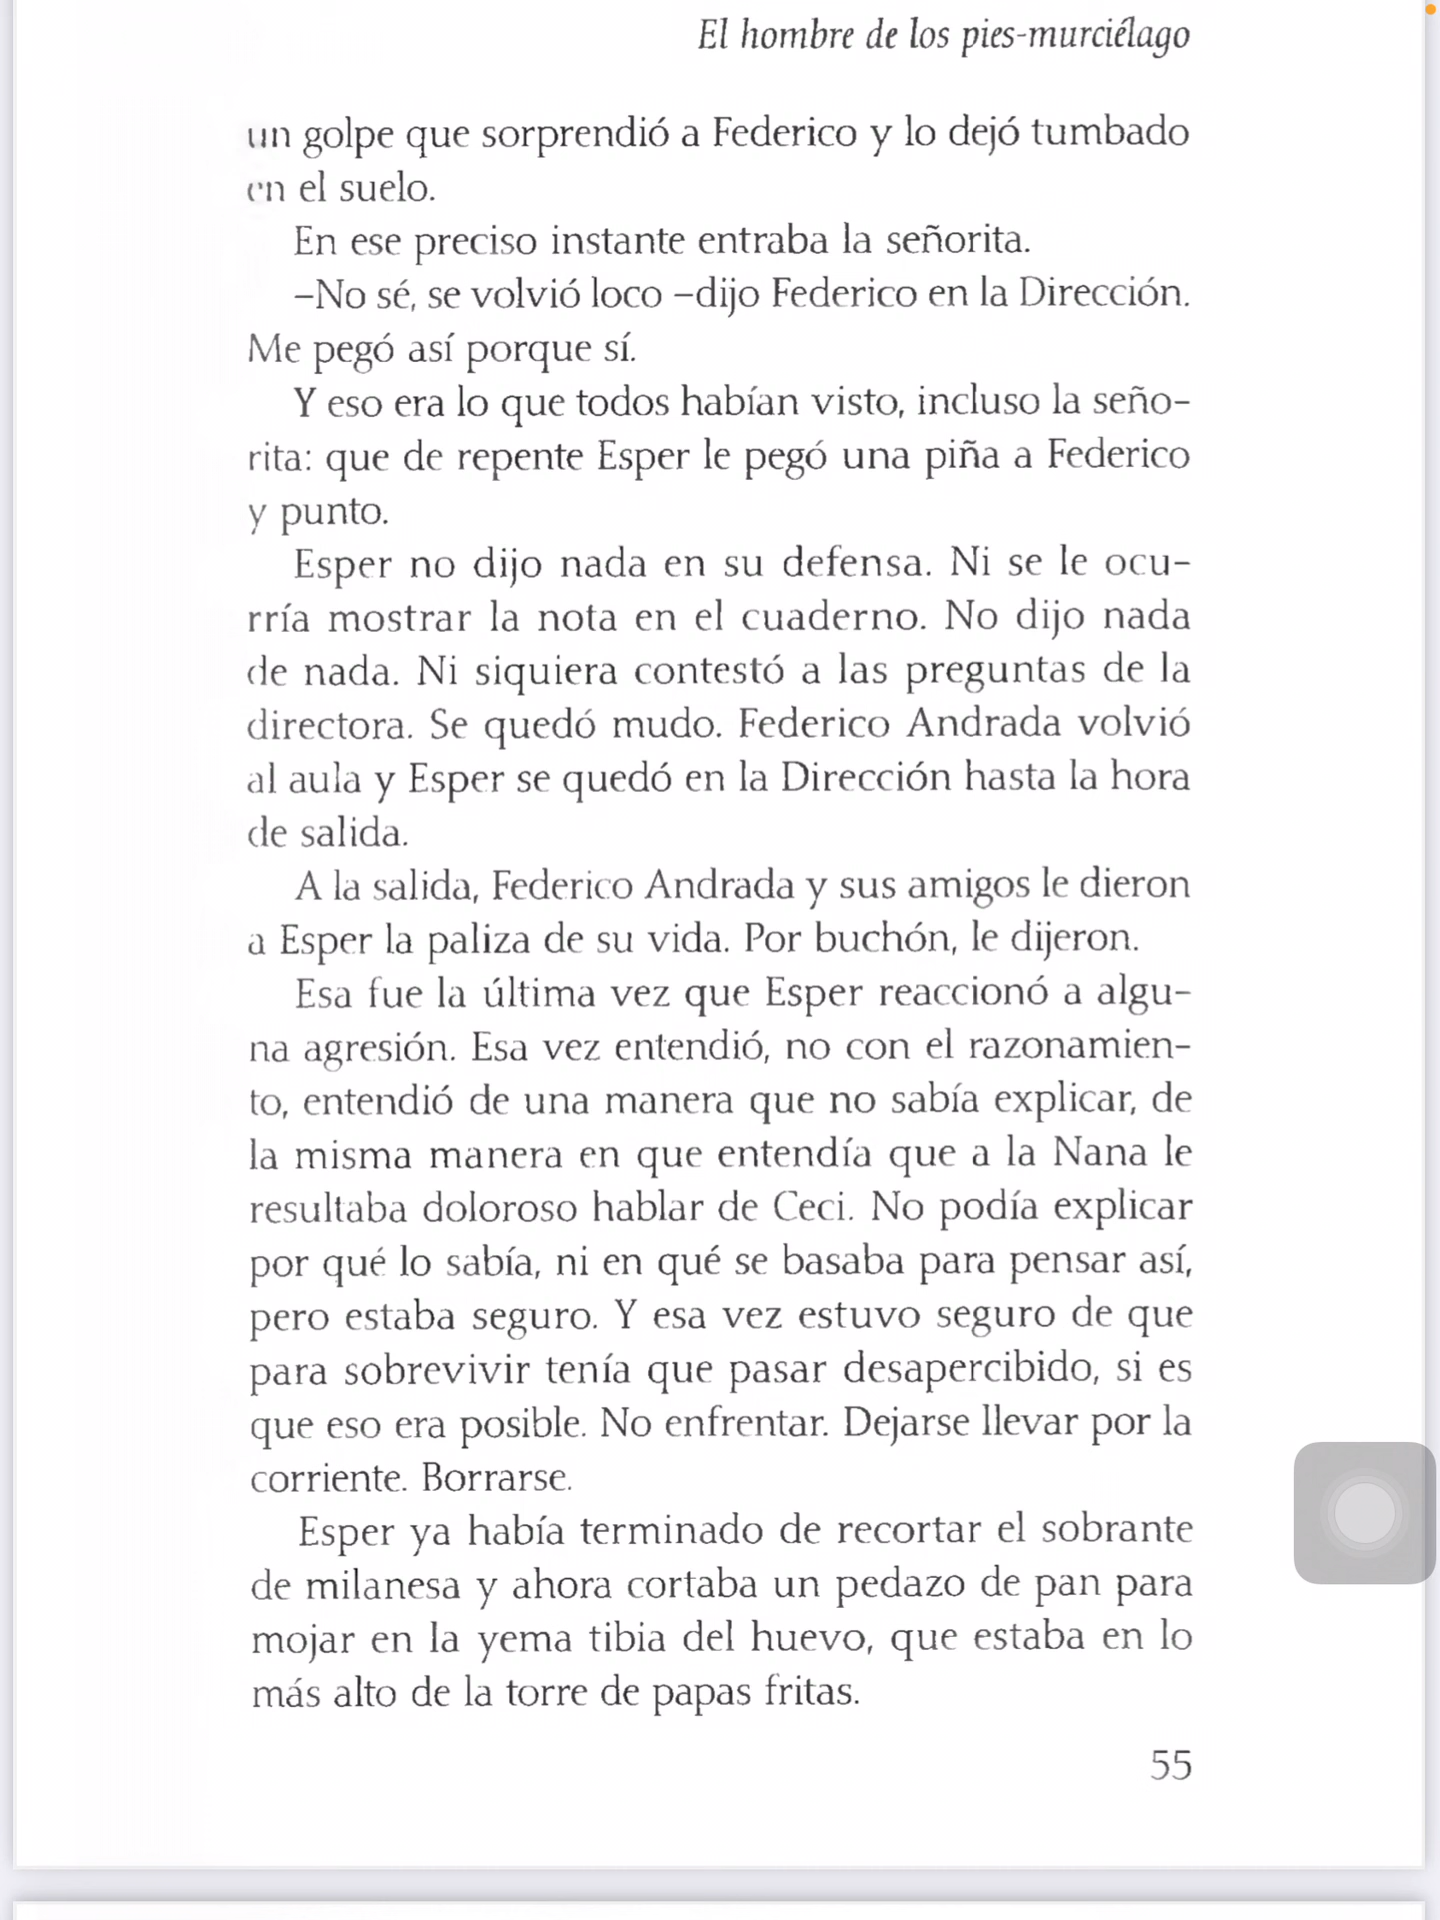 El hombre de los pies-murciélago
un golpe que sorprendió a Federico y lo dejó tumbado
en el suelo.
En ese preciso instante entraba la señorita.
–No sé, se volvió loco –dijo Federico en la Dirección.
Me pegó así porque sí.
Y eso era lo que todos habían visto, incluso la seño-
rita: que de repente Esper le pegó una piña a Federico
y punto.
Esper no dijo nada en su defensa. Ni se le ocu-
rría mostrar la nota en el cuaderno. No dijo nada
de nada. Ni siquiera contestó a las preguntas de la
directora. Se quedó mudo. Federico Andrada volvió
al aula y Esper se quedó en la Dirección hasta la hora
de salida.
A la salida, Federico Andrada y sus amigos le dieron
a Esper la paliza de su vida. Por buchón, le dijeron.
Esa fue la última vez que Esper reaccionó a algu-
na agresión. Esa vez entendió, no con el razonamien-
to, entendió de una manera que no sabía explicar, de
la misma manera en que entendía que a la Nana le
resultaba doloroso hablar de Ceci. No podía explicar
por qué lo sabía, ni en qué se basaba para pensar así,
pero estaba seguro. Y esa vez estuvo seguro de que
para sobrevivir tenía que pasar desapercibido, si es
que eso era posible. No enfrentar. Dejarse llevar por la
corriente. Borrarse.
Esper ya había terminado de recortar el sobrante
de milanesa y ahora cortaba un pedazo de pan para
mojar en la yema tibia del huevo, que estaba en lo
más alto de la torre de papas fritas.
55